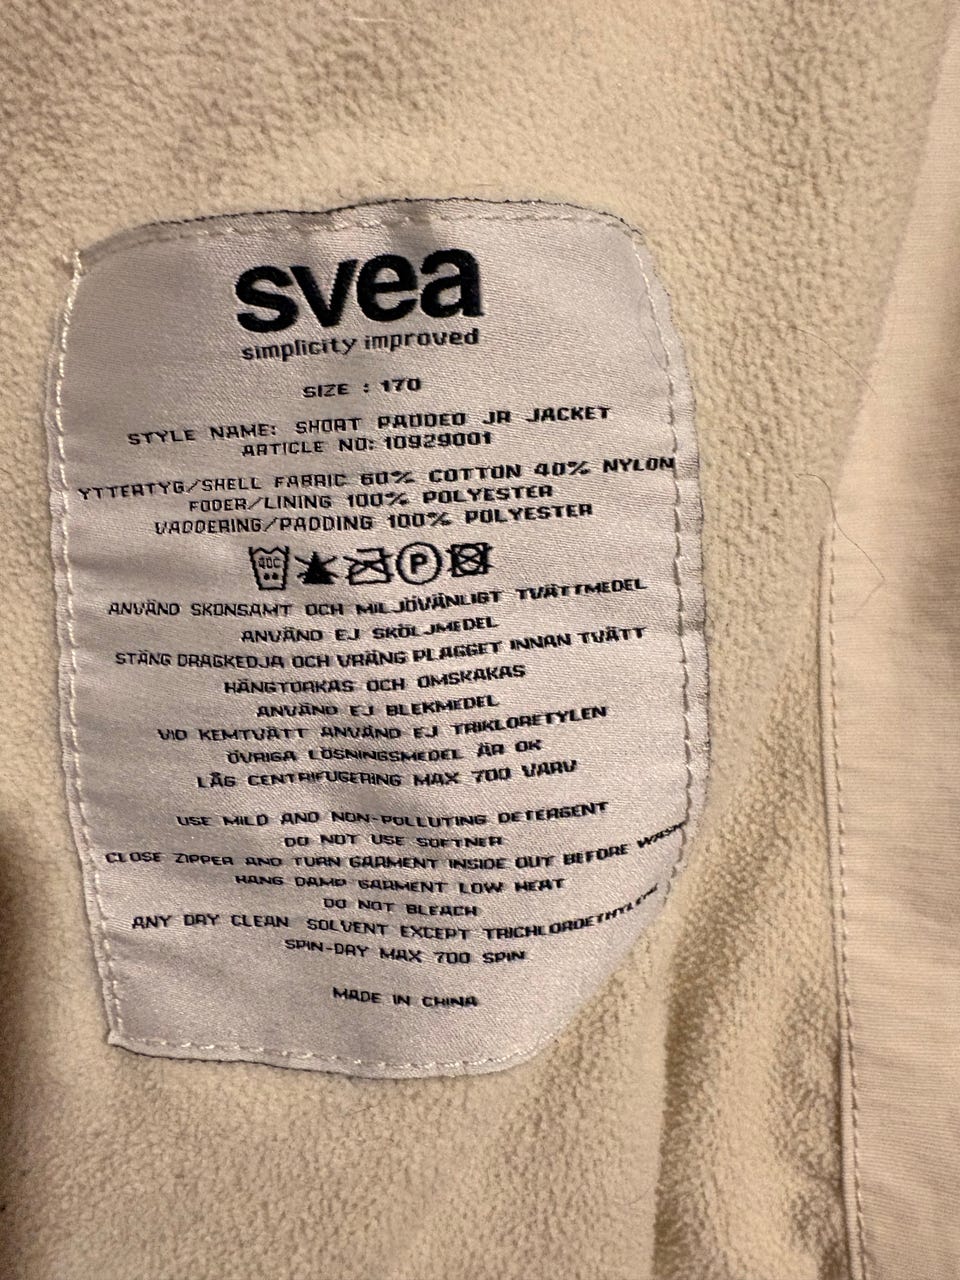 svea
simplicity improved
SIZE : 170
STYLE NAME: SHORT PADDED JR JACKET
ARTICLE NO: 10929001
YTTERTYG/SHELL FABRIC 60% COTTON 40% NYLON
FODER/LINING 100% POLYESTER
VADDERING/PADDING 100% POLYESTER
40C P
ANVÄND SKONSAMT OCH MILJÖVÄNLIGT TVÄTTMEDEL
ANVÄND EJ SKÖLJMEDEL
STÄNG DRAGKEDJA OCH VRÄNG PLAGGET INNAN TVÄTT
HÄNGTORKAS OCH OMSKAKAS
ANVÄND EJ BLEKMEDEL
VID KEMTVÄTT ANVÄND EJ TRIKLORETYLEN
ÖVRIGA LÖSNINGSMEDEL ÄR OK
LÅG CENTRIFUGERING MAX 700 VARV
USE MILD AND NON-POLLUTING DETERGENT
DO NOT USE SOFTNER
CLOSE ZIPPER AND TURN GARMENT INSIDE OUT BEFORE WASH
HANG DAMP GARMENT LOW HEAT
DO NOT BLEACH
ANY DRY CLEAN SOLVENT EXCEPT TRICHLOROETHYLENE
SPIN-DRY MAX 700 SPIN
MADE IN CHINA